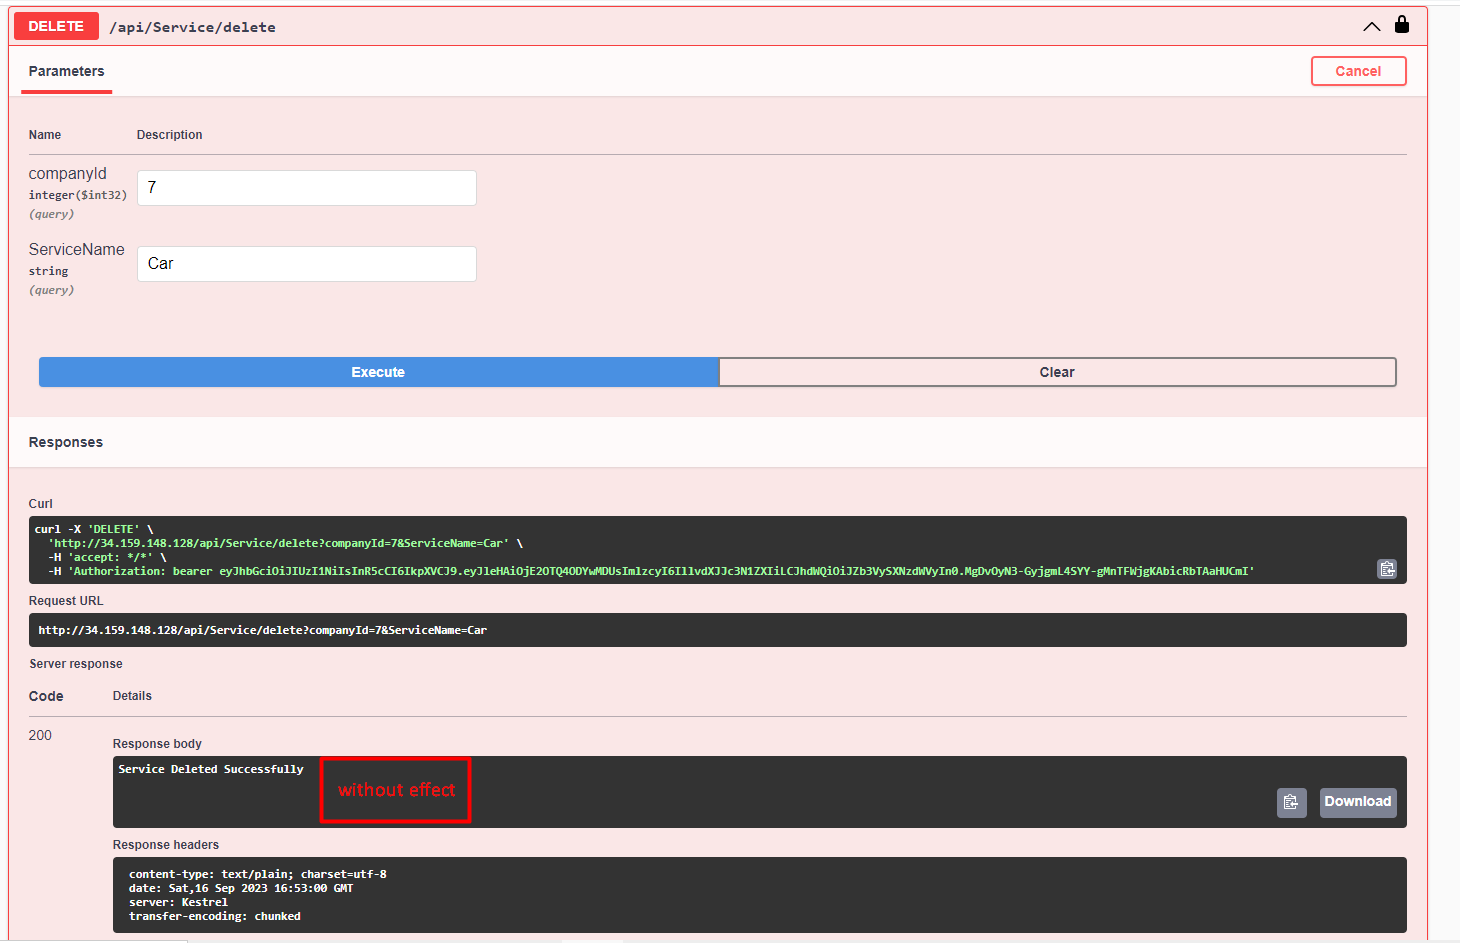 DELETE /api/Service/delete
Parameters Cancel
Name Description
companyId 7
integer($int32)
(query)
ServiceName Car
string
(query)
Execute Clear
Responses
Curl
curl -X 'DELETE' \
'http://34.159.148.128/api/Service/delete?companyId=7&ServiceName=Car' \
-H 'accept: */*' \
-H 'Authorization: bearer eyJhbGciOiJIUzI1NiIsInR5cCI6IkpXVCJ9.eyJleHAiOjE2OTQ4ODYwMDUsImlzcyI6IllvdXJJc3N1ZXIiLCJhdWQiOiJZb3VySXNzdWVyIn0.MgDvOyN3-GyjgmL4SYY-gMnTFWjgKAbicRbTAaHUCmI'
Request URL
http://34.159.148.128/api/Service/delete?companyId=7&ServiceName=Car
Server response
Code Details
200
Response body
Service Deleted Successfully
without effect
Download
Response headers
content-type: text/plain; charset=utf-8
date: Sat,16 Sep 2023 16:53:00 GMT
server: Kestrel
transfer-encoding: chunked